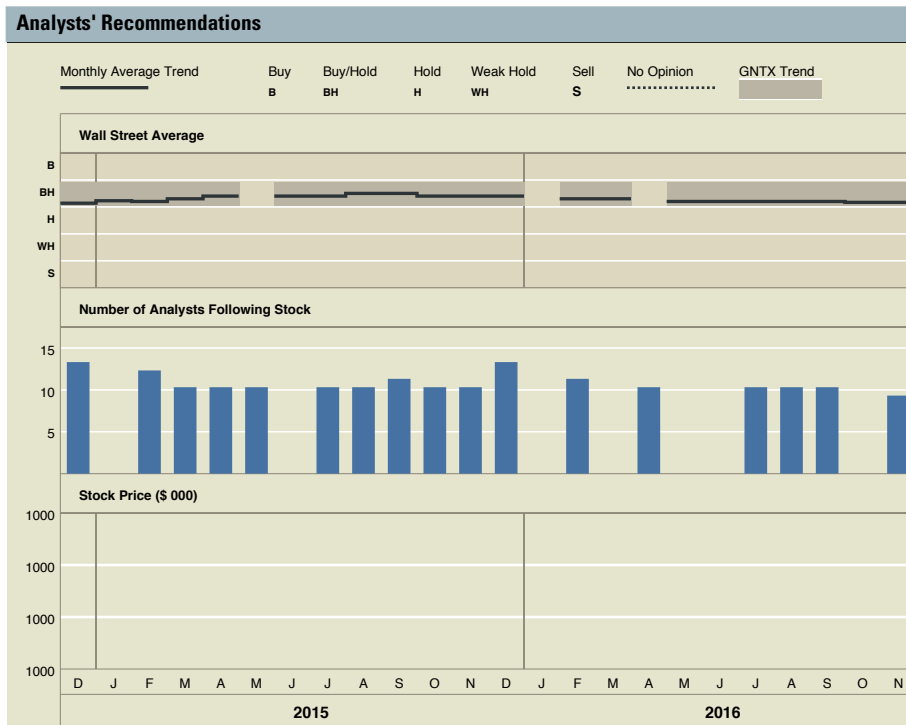 Analysts' Recommendations
Monthly Average Trend Buy Buy/Hold Hold Weak Hold Sell No Opinion GNTX Trend
B BH H WH S
Wall Street Average
B
BH
H
WH
S
Number of Analysts Following Stock
15
10
5
Stock Price ($ 000)
1000
1000
1000
1000
D J F M A M J J A S O N D J F M A M J J A S O N
2015 2016